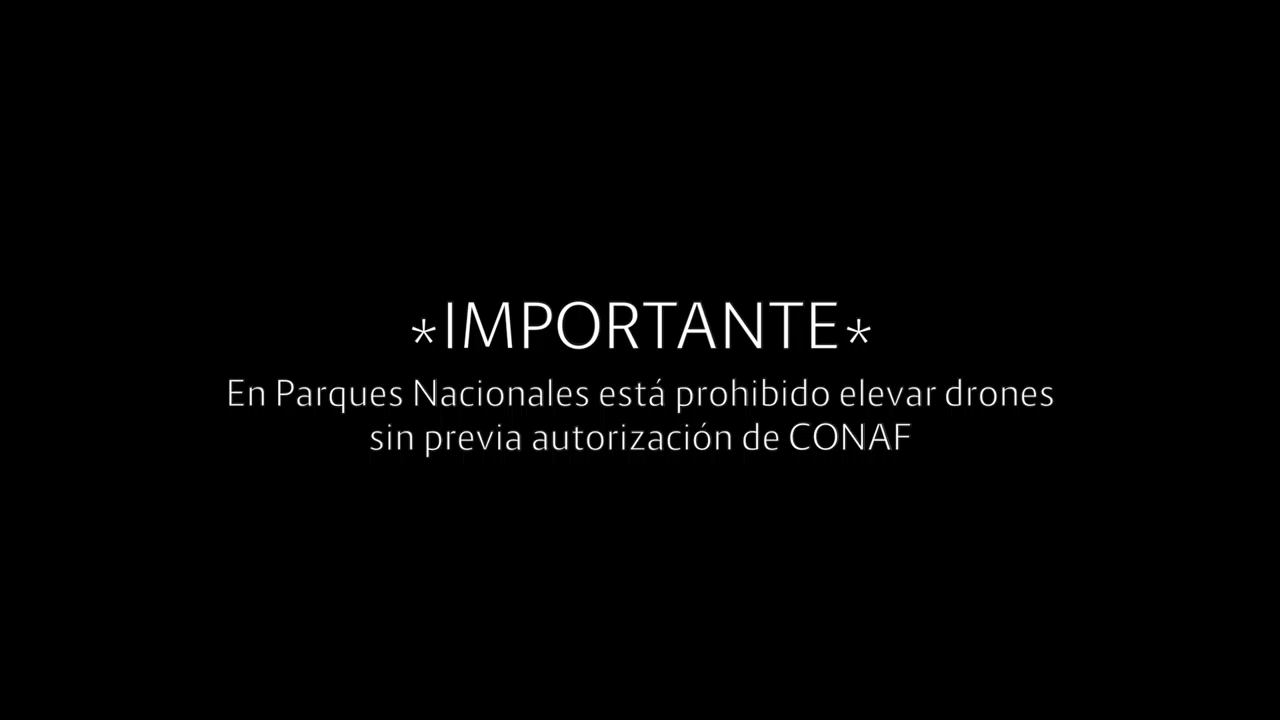 *IMPORTANTE*
En Parques Nacionales está prohibido elevar drones
sin previa autorización de CONAF